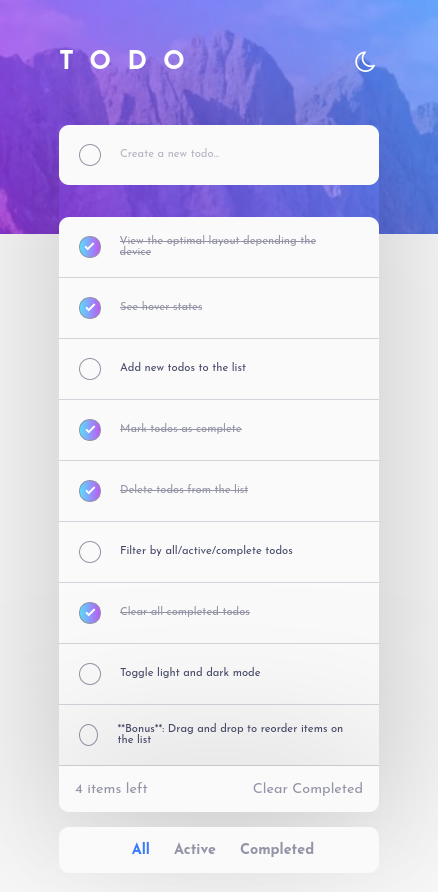 TODO
Create a new todo...
View the optimal layout depending the
device
See hover states
Add new todos to the list
Mark todos as complete
Delete todos from the list
Filter by all/active/complete todos
Clear all completed todos
Toggle light and dark mode
**Bonus**: Drag and drop to reorder items on
the list
4 items left Clear Completed
All Active Completed